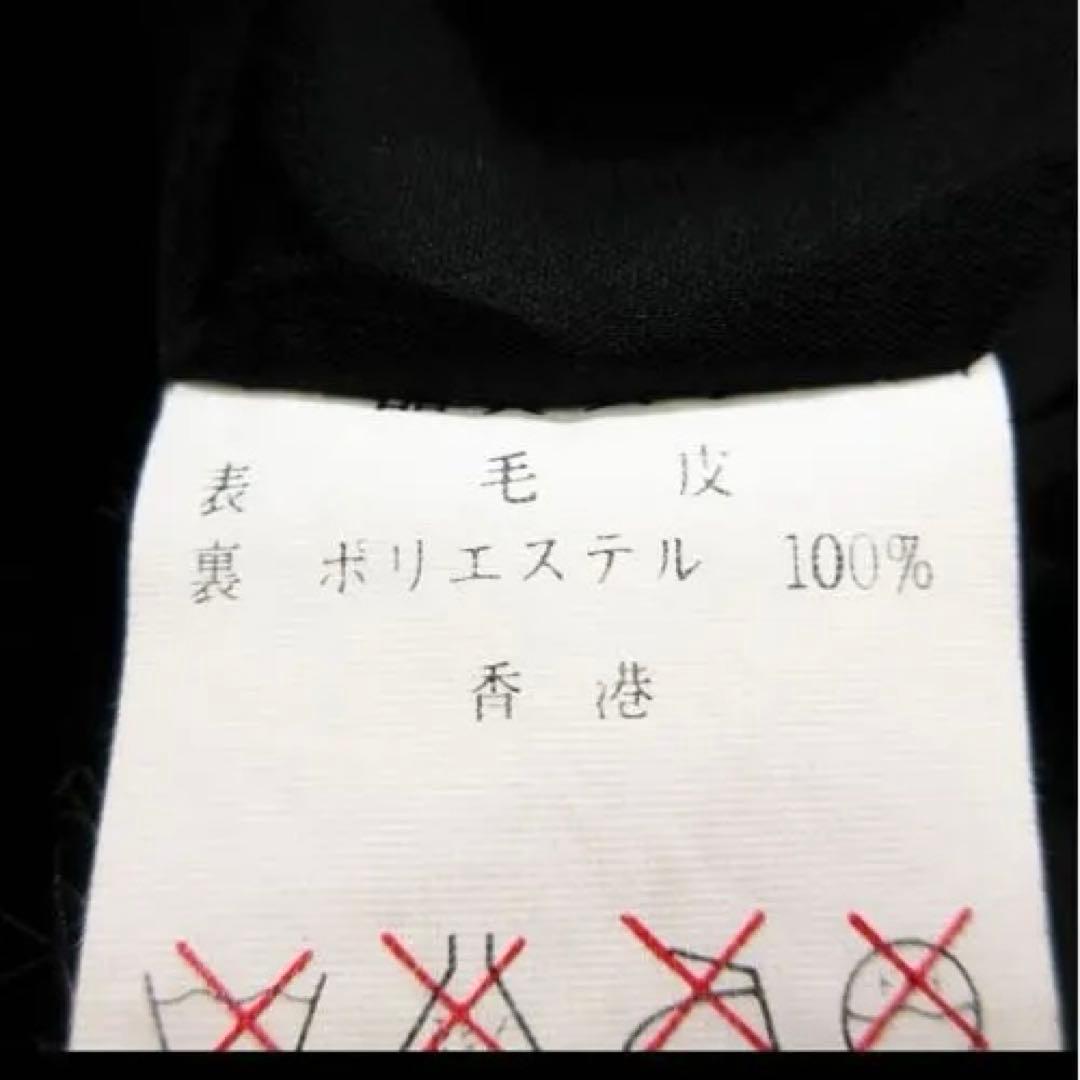 表 毛 皮
裏 ポリエステル 100%
香 港